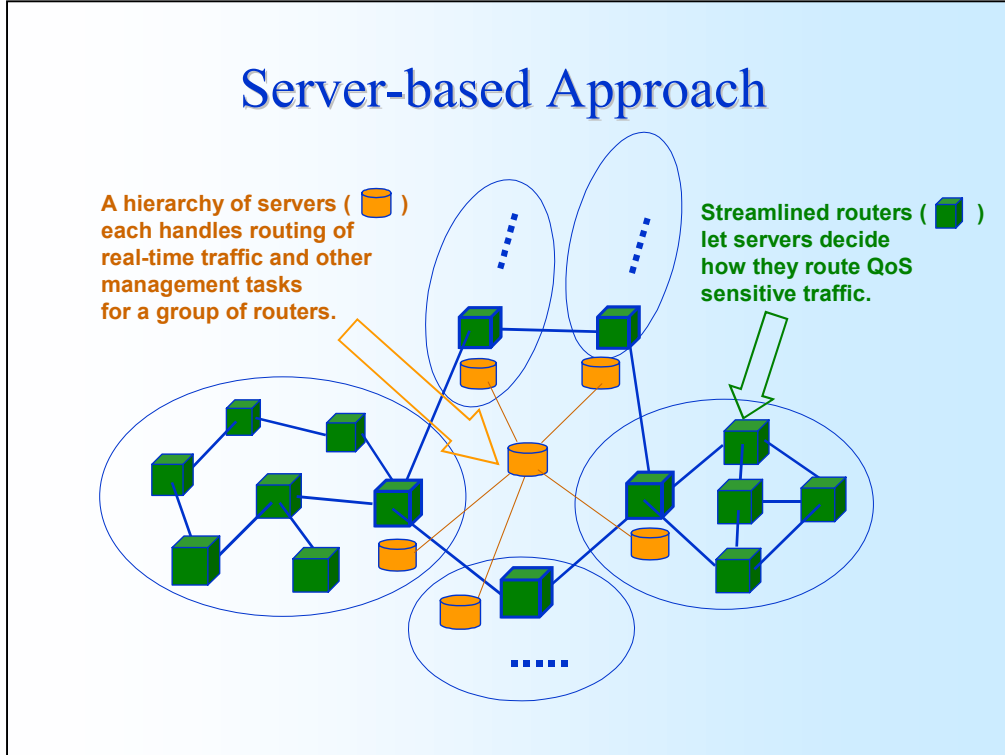 Server-based Approach
A hierarchy of servers ( )
each handles routing of
real-time traffic and other
management tasks
for a group of routers.
Streamlined routers ( )
let servers decide
how they route QoS
sensitive traffic.